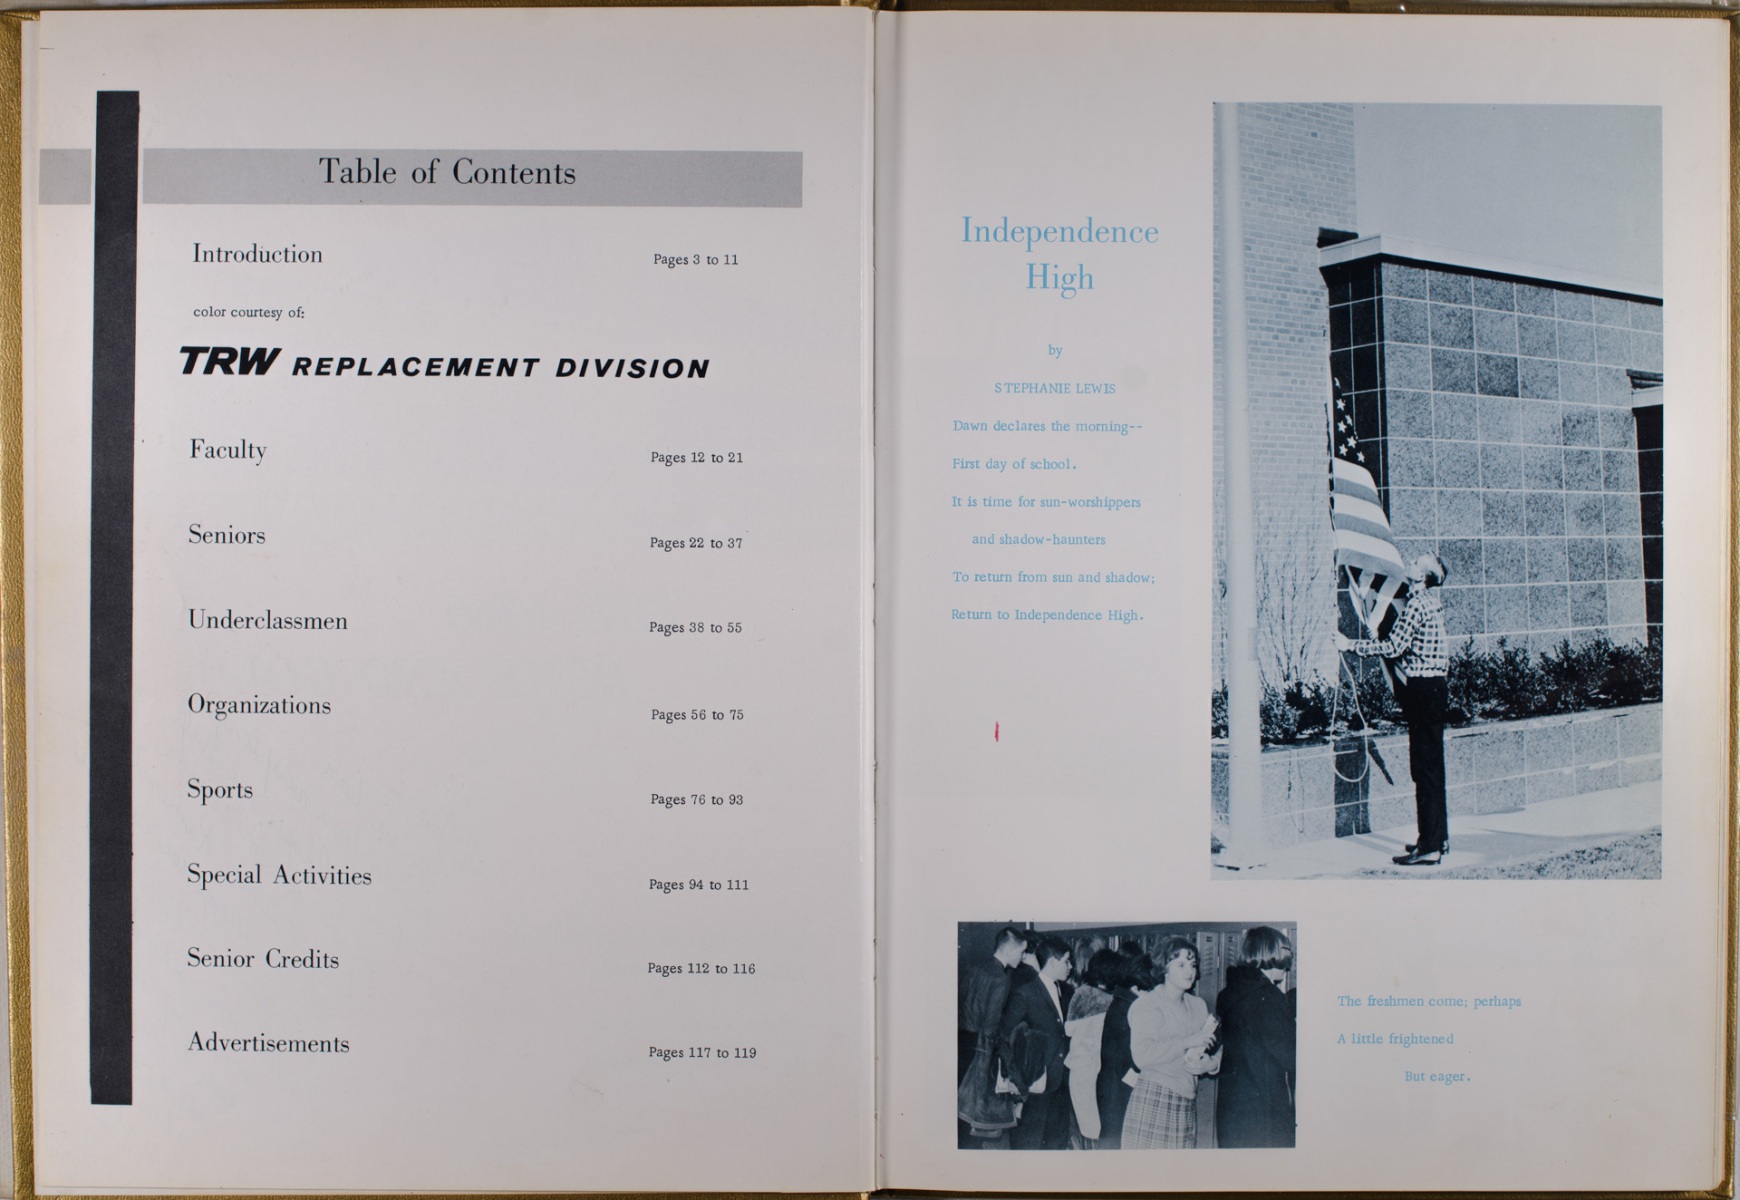 Table of Contents
Introduction Pages 3 to 11
color courtesy of:
TRW REPLACEMENT DIVISION
Faculty Pages 12 to 21
Seniors Pages 22 to 37
Underclassmen Pages 38 to 55
Organizations Pages 56 to 75
Sports Pages 76 to 93
Special Activities Pages 94 to 111
Senior Credits Pages 112 to 116
Advertisements Pages 117 to 119
Independence
High
by
STEPHANIE LEWIS
Dawn declares the morning--
First day of school.
It is time for sun-worshippers
and shadow-haunters
To return from sun and shadow;
Return to Independence High.
The freshmen come; perhaps
A little frightened
But eager.